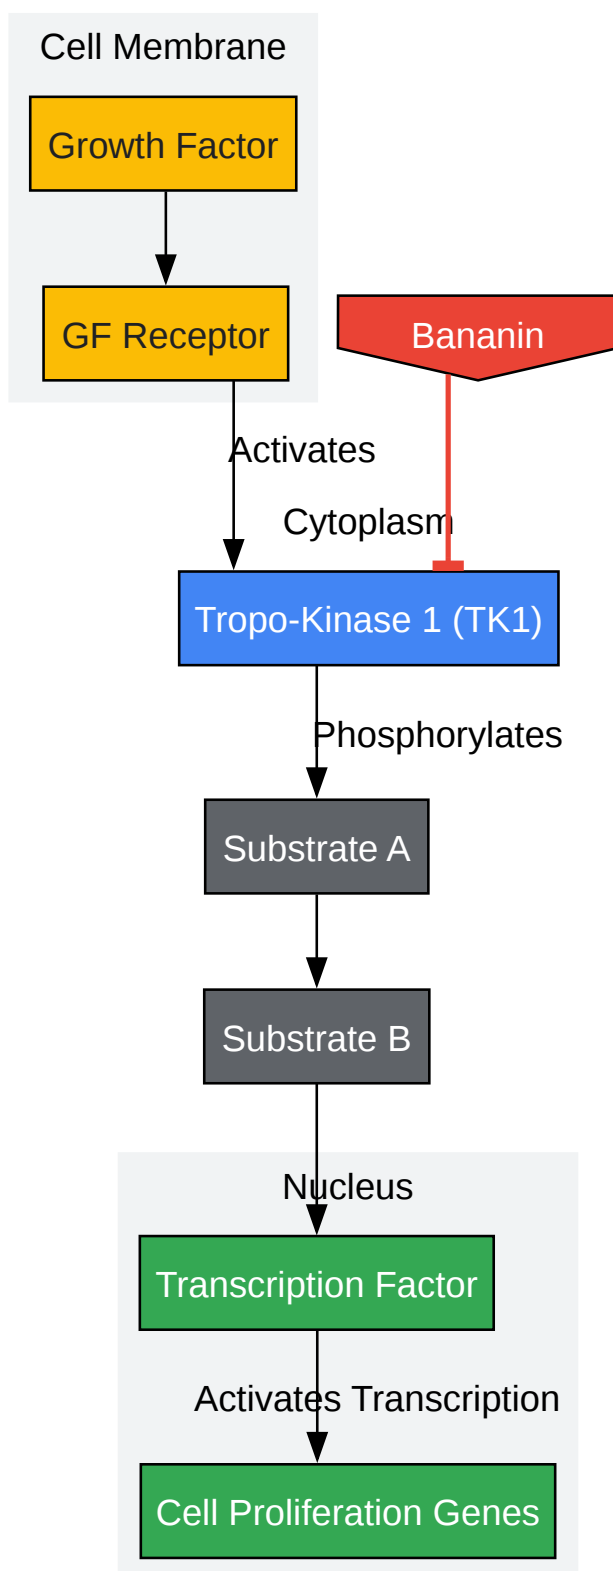 Cell Membrane
Growth Factor
GF Receptor
Bananin
Activates
Cytoplasm
Tropo-Kinase 1 (TK1)
Phosphorylates
Substrate A
Substrate B
Nucleus
Transcription Factor
Activates Transcription
Cell Proliferation Genes